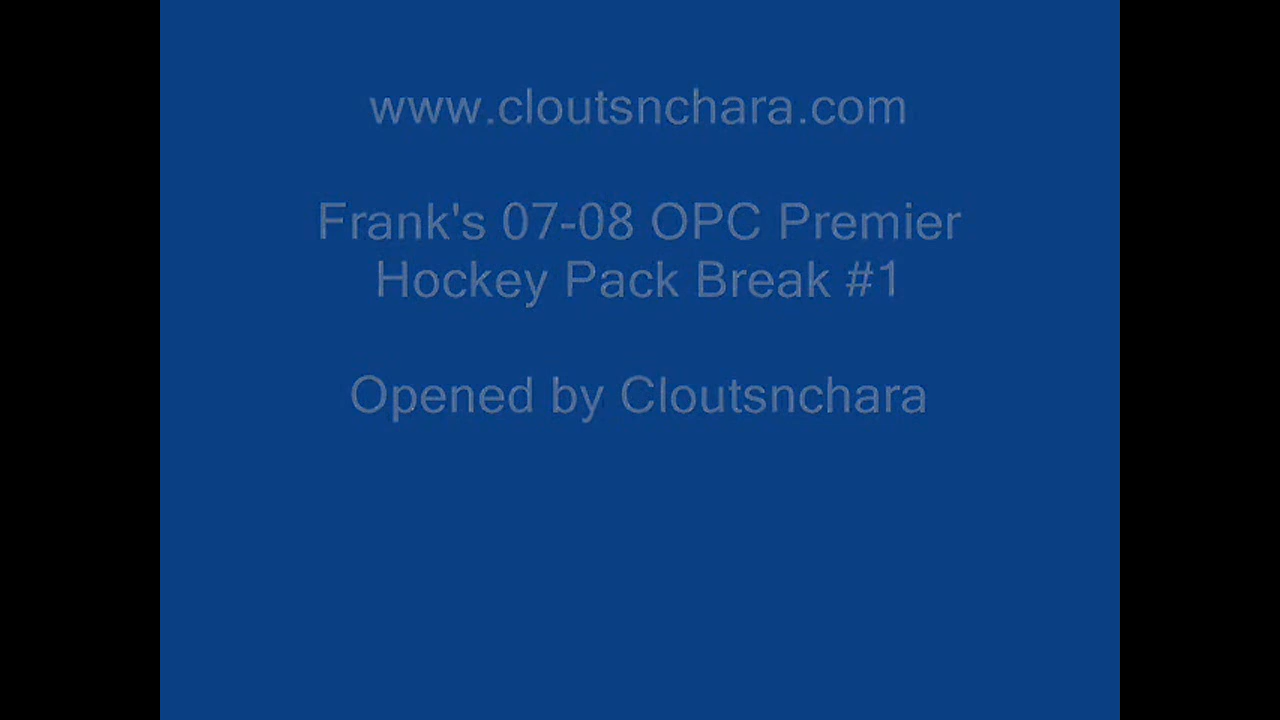 www.cloutsnchara.com
Frank's 07-08 OPC Premier
Hockey Pack Break #1
Opened by Cloutsnchara